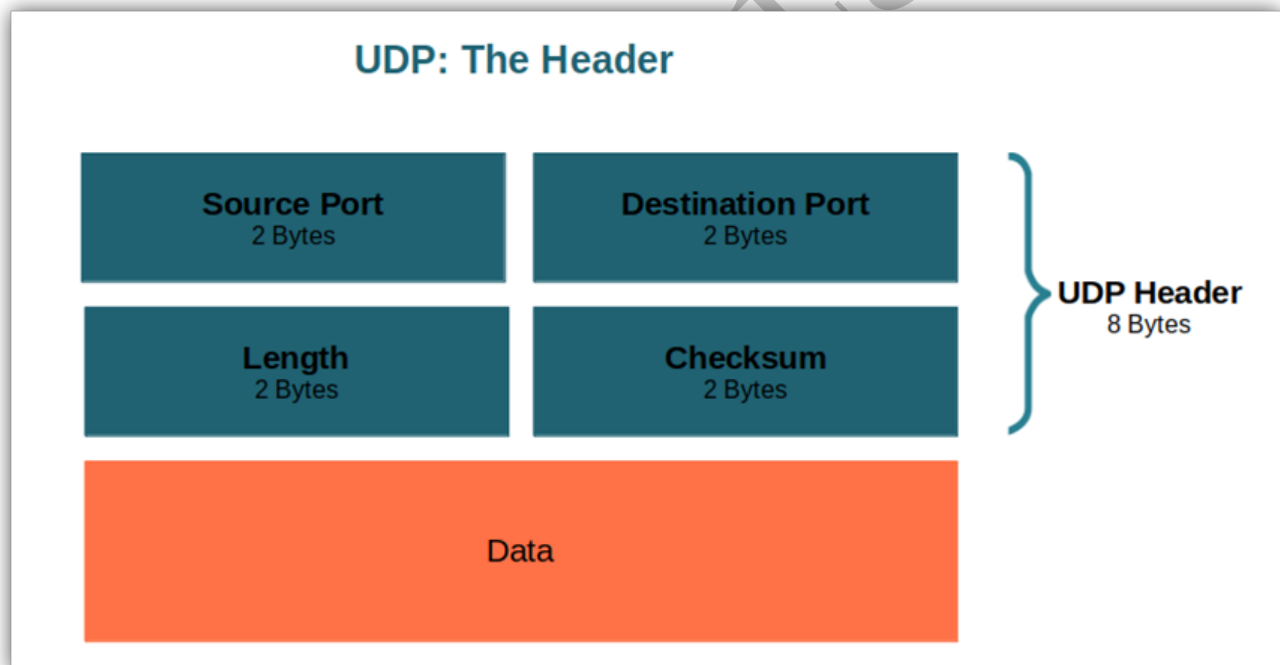 UDP: The Header
Source Port
2 Bytes
Destination Port
2 Bytes
Length
2 Bytes
Checksum
2 Bytes
UDP Header
8 Bytes
Data